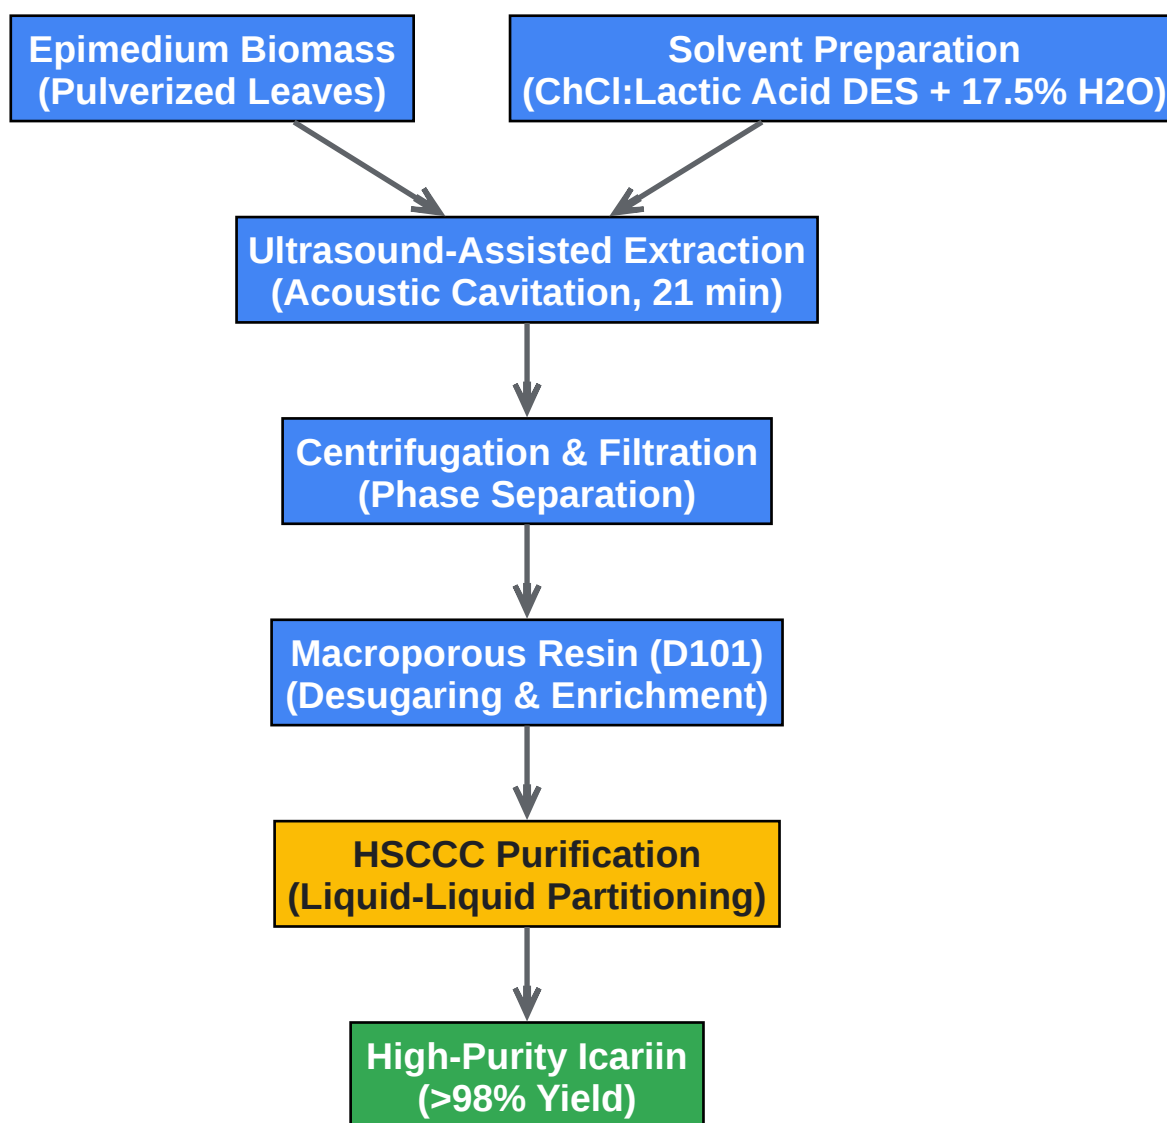 Epimedium Biomass
(Pulverized Leaves)
Solvent Preparation
(ChCl:Lactic Acid DES + 17.5% H2O)
Ultrasound-Assisted Extraction
(Acoustic Cavitation, 21 min)
Centrifugation & Filtration
(Phase Separation)
Macroporous Resin (D101)
(Desugaring & Enrichment)
HSCCC Purification
(Liquid-Liquid Partitioning)
High-Purity Icariin
(>98% Yield)